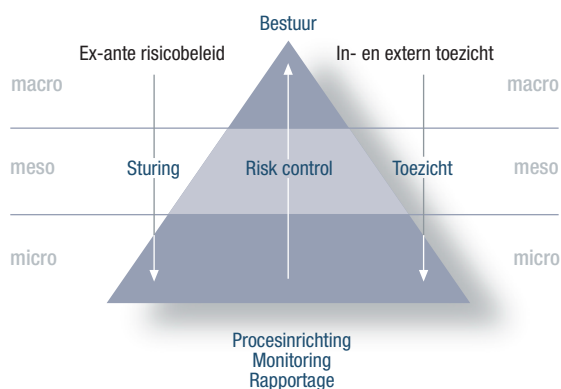 Bestuur
Ex-ante risicobeleid
In- en extern toezicht
macro
macro
meso
Sturing
Risk control
Toezicht
meso
micro
micro
Procesinrichting
Monitoring
Rapportage